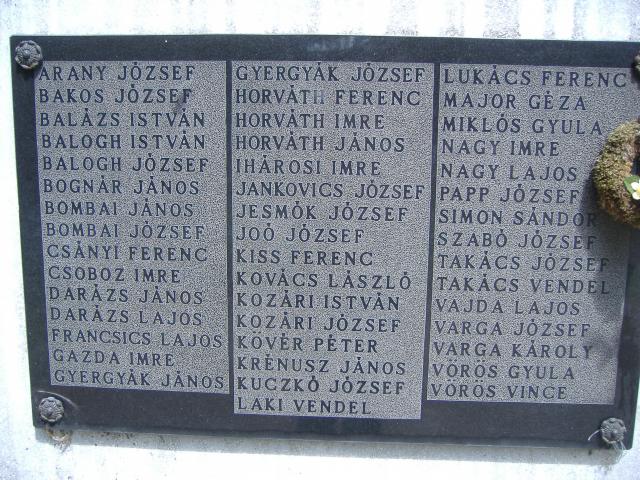 ARANY JÓZSEF
BAKOS JÓZSEF
BALÁZS ISTVÁN
BALOGH ISTVÁN
BALOGH JÓZSEF
BOGNÁR JÁNOS
BOMBAI JÁNOS
BOMBAI JÓZSEF
CSÁNYI FERENC
CSOBOZ IMRE
DARÁZS JÁNOS
DARÁZS LAJOS
FRANCSICS LAJOS
GAZDA IMRE
GYERGYÁK JÁNOS
GYERGYÁK JÓZSEF
HORVÁTH FERENC
HORVÁTH IMRE
HORVÁTH JÁNOS
IHÁROSI IMRE
JANKOVICS JÓZSEF
JESMÓK JÓZSEF
JOÓ JÓZSEF
KISS FERENC
KOVÁCS LÁSZLÓ
KOZÁRI ISTVÁN
KOZÁRI JÓZSEF
KÖVÉR PÉTER
KRÉNUSZ JÁNOS
KUCZKÓ JÓZSEF
LAKI VENDEL
LUKÁCS FERENC
MAJOR GÉZA
MIKLÓS GYULA
NAGY IMRE
NAGY LAJOS
PAPP JÓZSEF
SIMON SÁNDOR
SZABÓ JÓZSEF
TAKÁCS JÓZSEF
TAKÁCS VENDEL
VAJDA LAJOS
VARGA JÓZSEF
VARGA KÁROLY
VÖRÖS GYULA
VÖRÖS VINCE